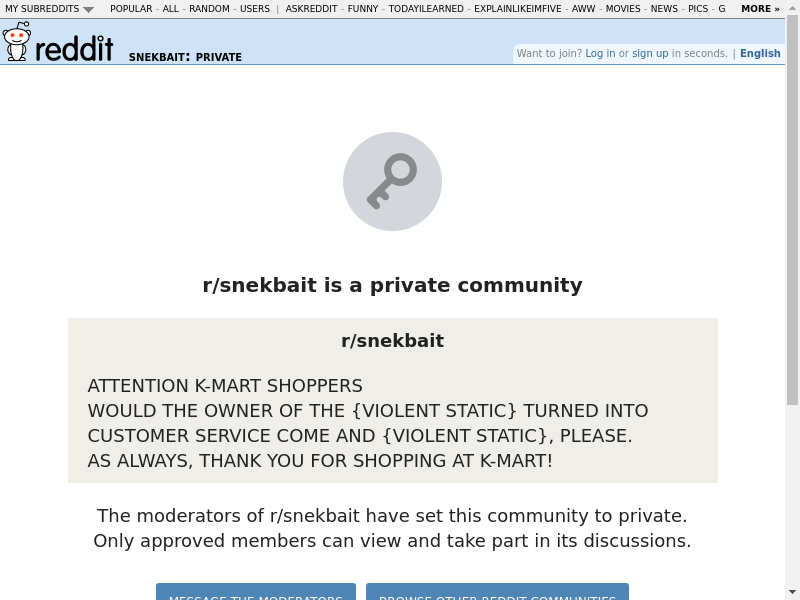 MY SUBREDDITS POPULAR - ALL - RANDOM - USERS | ASKREDDIT - FUNNY - TODAYILEARNED - EXPLAINLIKEIMFIVE - AWW - MOVIES - NEWS - PICS - G MORE »
reddit SNEKBAIT: PRIVATE Want to join? Log in or sign up in seconds. | English
r/snekbait is a private community
r/snekbait
ATTENTION K-MART SHOPPERS
WOULD THE OWNER OF THE {VIOLENT STATIC} TURNED INTO
CUSTOMER SERVICE COME AND {VIOLENT STATIC}, PLEASE.
AS ALWAYS, THANK YOU FOR SHOPPING AT K-MART!
The moderators of r/snekbait have set this community to private.
Only approved members can view and take part in its discussions.
MESSAGE THE MODERATORS BROWSE OTHER REDDIT COMMUNITIES